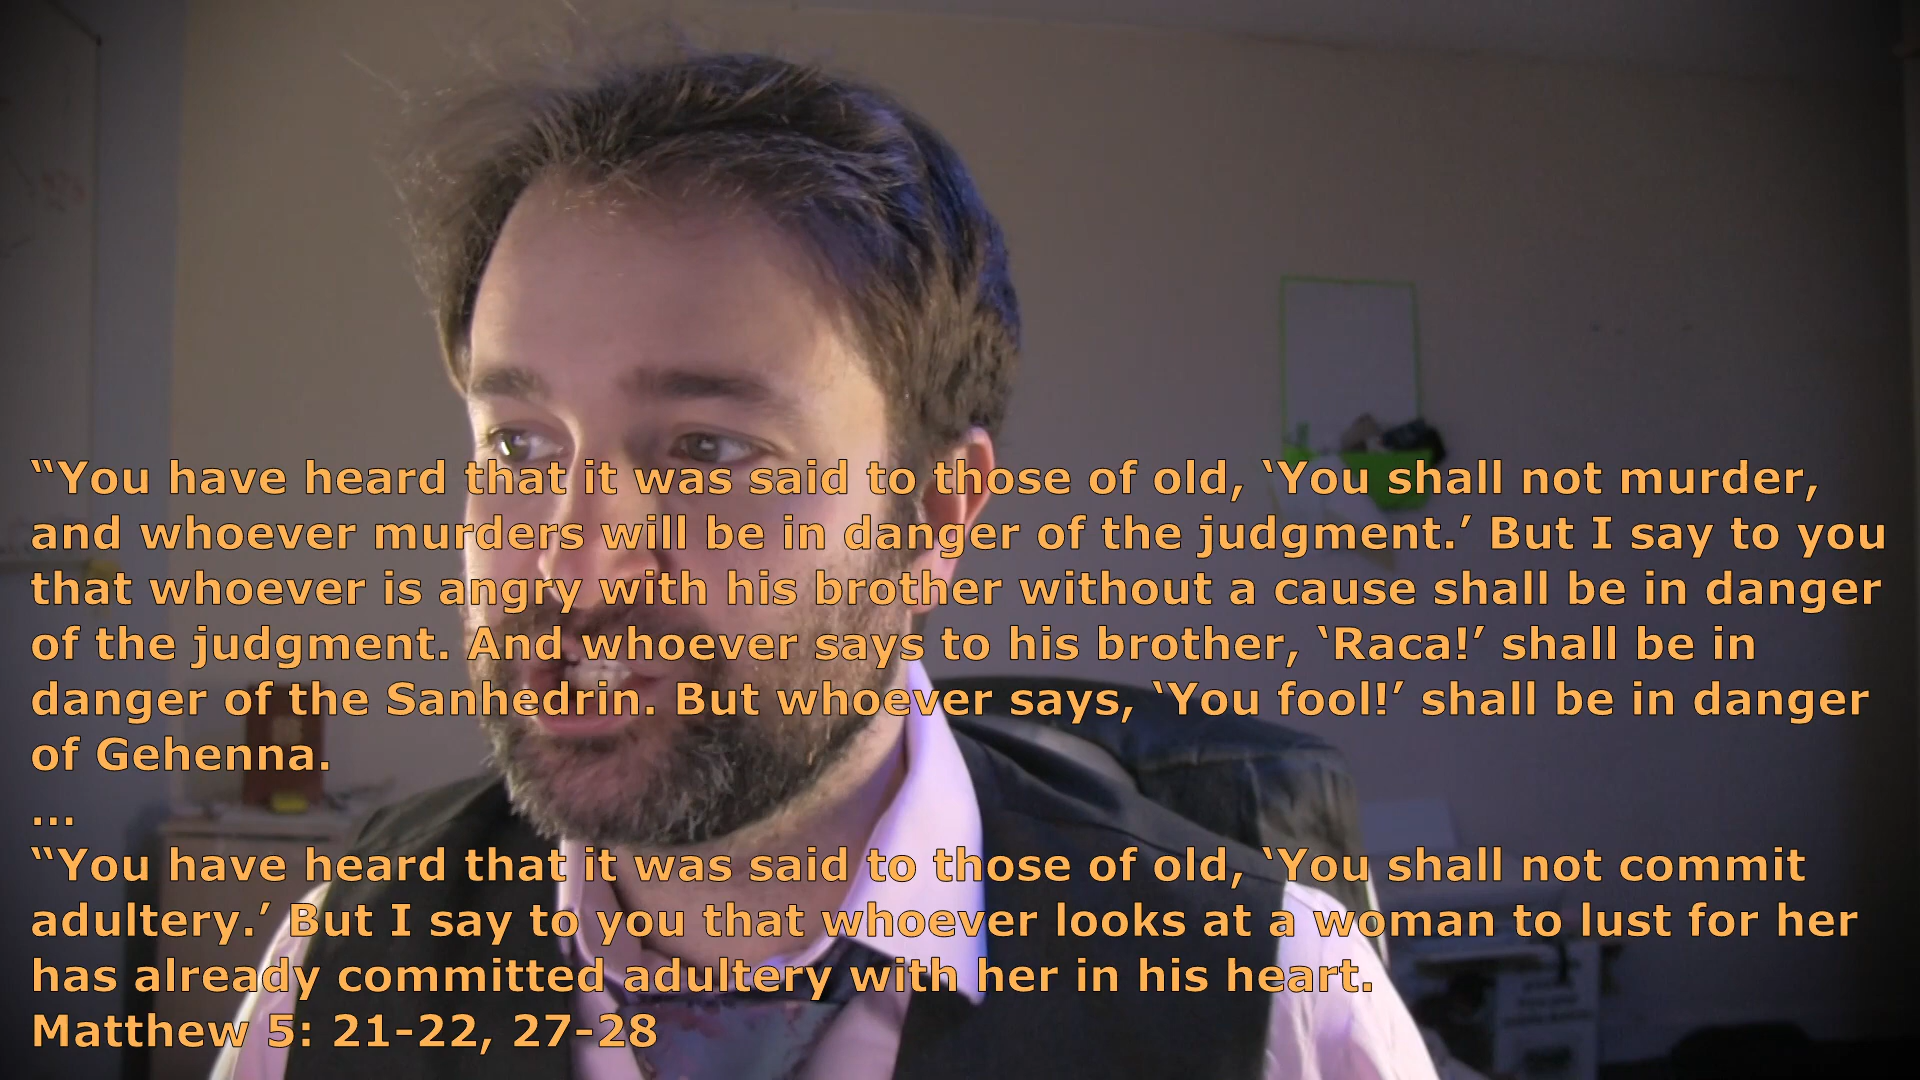 “You have heard that it was said to those of old, ‘You shall not murder,
and whoever murders will be in danger of the judgment.’ But I say to you
that whoever is angry with his brother without a cause shall be in danger
of the judgment. And whoever says to his brother, ‘Raca!’ shall be in
danger of the Sanhedrin. But whoever says, ‘You fool!’ shall be in danger
of Gehenna.
...
“You have heard that it was said to those of old, ‘You shall not commit
adultery.’ But I say to you that whoever looks at a woman to lust for her
has already committed adultery with her in his heart.
Matthew 5: 21-22, 27-28